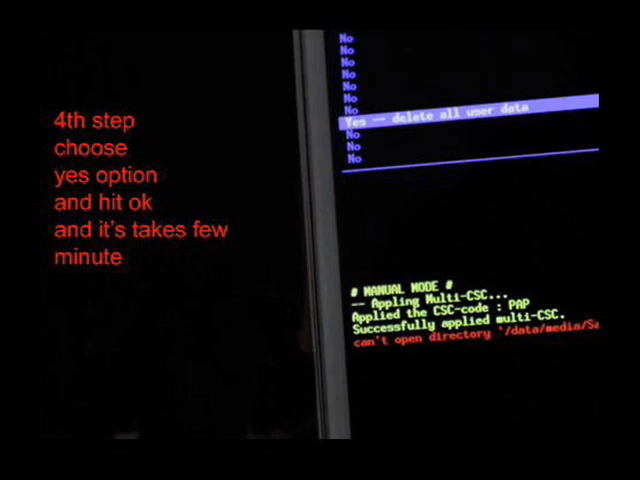 No
No
No
No
No
No
No
Yes -- delete all user data
No
No
No
4th step
choose
yes option
and hit ok
and it's takes few
minute
# MANUAL MODE #
-- Appling Multi-CSC...
Applied the CSC-code : PAP
Successfully applied multi-CSC.
can't open directory '/data/media/Sa